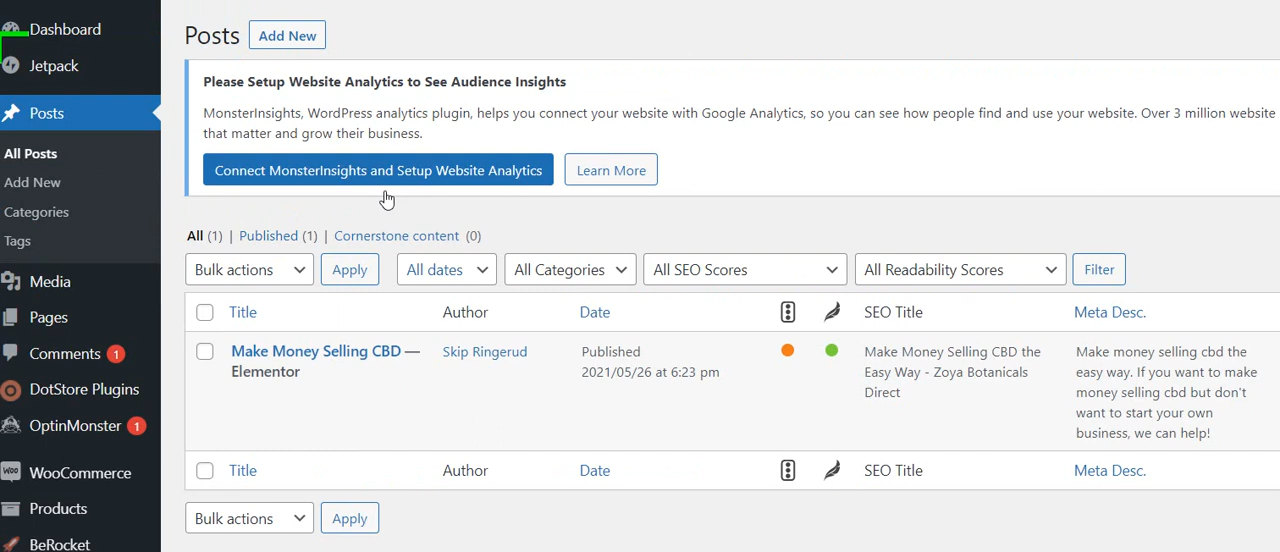 Dashboard
Jetpack
Posts
All Posts
Add New
Categories
Tags
Media
Pages
Comments 1
DotStore Plugins
OptinMonster 1
WOO WooCommerce
Products
BeRocket
Posts Add New
Please Setup Website Analytics to See Audience Insights
MonsterInsights, WordPress analytics plugin, helps you connect your website with Google Analytics, so you can see how people find and use your website. Over 3 million website
that matter and grow their business.
Connect MonsterInsights and Setup Website Analytics Learn More
All (1) | Published (1) | Cornerstone content (0)
Bulk actions Apply All dates All Categories All SEO Scores All Readability Scores Filter
Title Author Date SEO Title Meta Desc.
Make Money Selling CBD —
Elementor
Skip Ringerud
Published
2021/05/26 at 6:23 pm
Make Money Selling CBD the
Easy Way - Zoya Botanicals
Direct
Make money selling cbd the
easy way. If you want to make
money selling cbd but don't
want to start your own
business, we can help!
Title Author Date SEO Title Meta Desc.
Bulk actions Apply